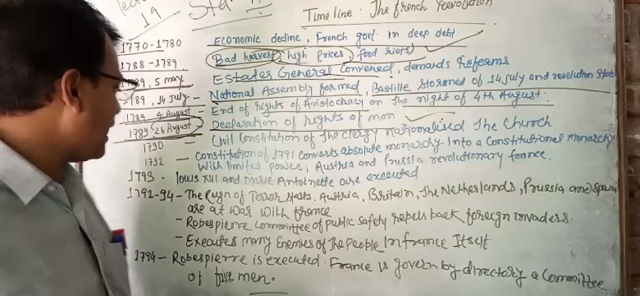 19
Timeline. The French Revolution
1770-1780 Economic decline, French govt. in deep debt
1788-1789 Bad harvest, high prices, food riots
1789, 5 may Estates General Convened, demands Reforms
1789, 14 July National Assembly formed, Bastille Stormed of 14 July and revolution starts
1789 4 August End of rights of Aristocracy on The night of 4th August.
1789 26 August Declaration of rights of man
1790 - Civil Constitution of The Clergy nationalised The Church
1792 - Constitution of 1791 converts absolute monarchy Into a Constitutional monarchy
With limited power, Austria and Prussia revolutionary france.
1793 - louis XVI and marie Antoinette are executed
1792-94 - The Reign of Terror starts, Austria, Britain, The Netherlands, Prussia and Spain
are at war with france
- Robespierre Committee of Public Safety repels back foreign invaders.
- Executes many Enemies of The People In france Itself
1794 - Robespierre is executed. France is govern by directory a Committee
of five men.